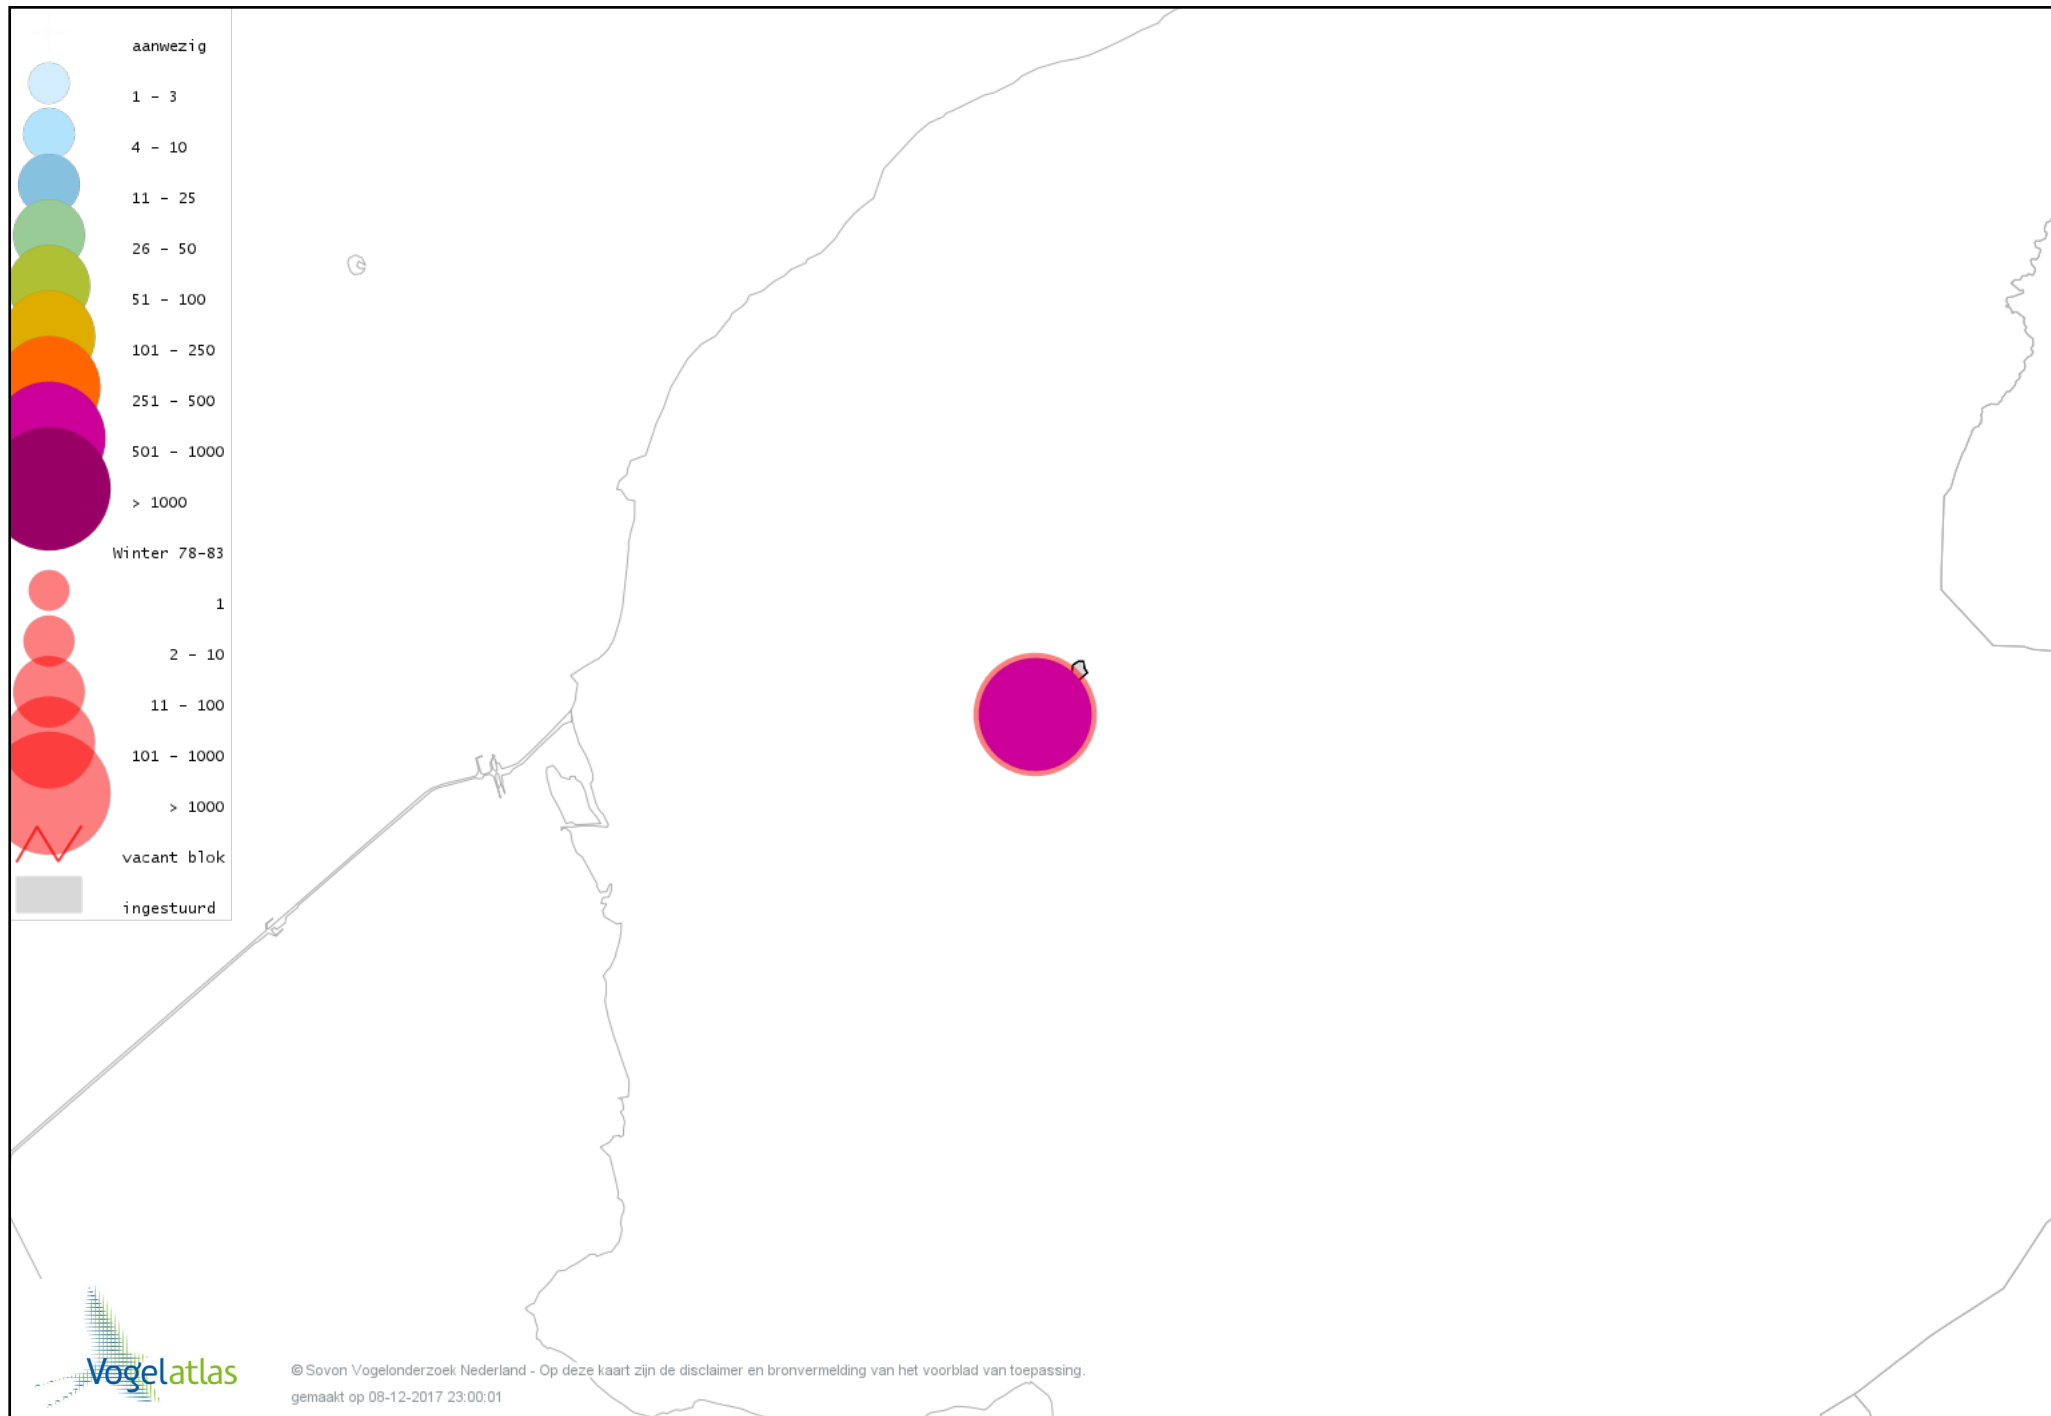 aanwezig
1 - 3
4 - 10
11 - 25
26 - 50
51 - 100
101 - 250
251 - 500
501 - 1000
> 1000
Winter 78-83
1
2 - 10
11 - 100
101 - 1000
> 1000
vacant blok
ingestuurd
Vogelatlas
© Sovon Vogelonderzoek Nederland - Op deze kaart zijn de disclaimer en bronvermelding van het voorblad van toepassing.
gemaakt op 08-12-2017 23:00:01